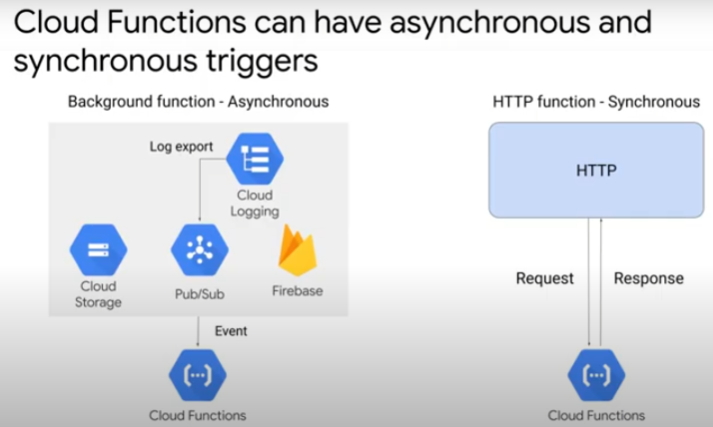 Cloud Functions can have asynchronous and
synchronous triggers
Background function - Asynchronous
Log export
Cloud
Logging
Cloud
Storage
Pub/Sub
Firebase
Event
Cloud Functions
HTTP function - Synchronous
HTTP
Request
Response
Cloud Functions